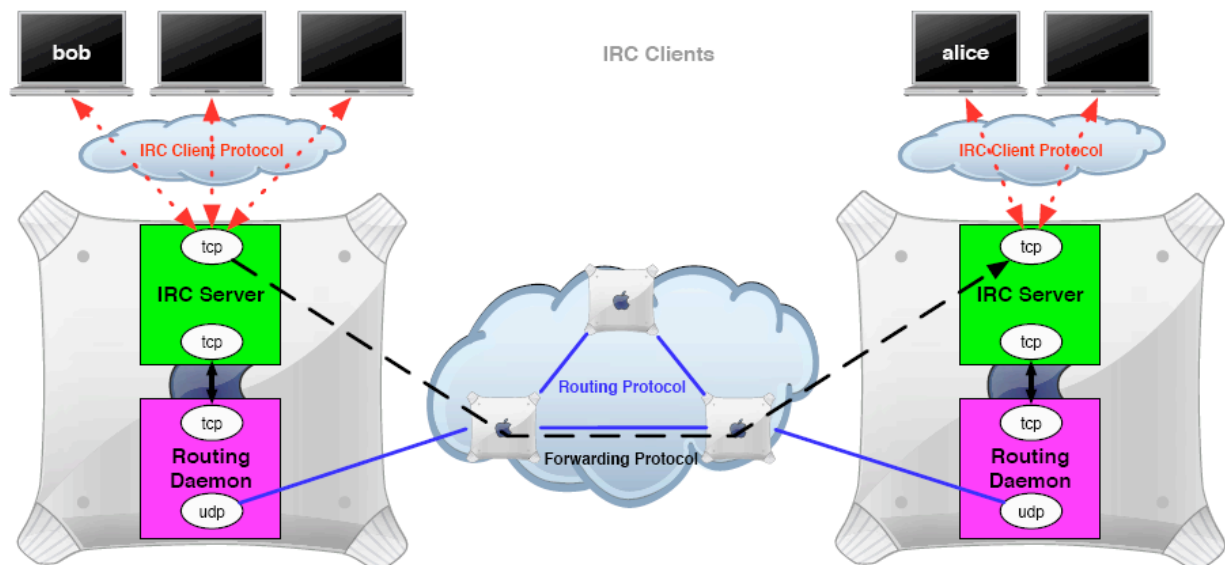 bob
IRC Clients
alice
IRC Client Protocol
IRC Client Protocol
tcp
IRC Server
tcp
tcp
Routing
Daemon
udp
Routing Protocol
Forwarding Protocol
tcp
IRC Server
tcp
tcp
Routing
Daemon
udp